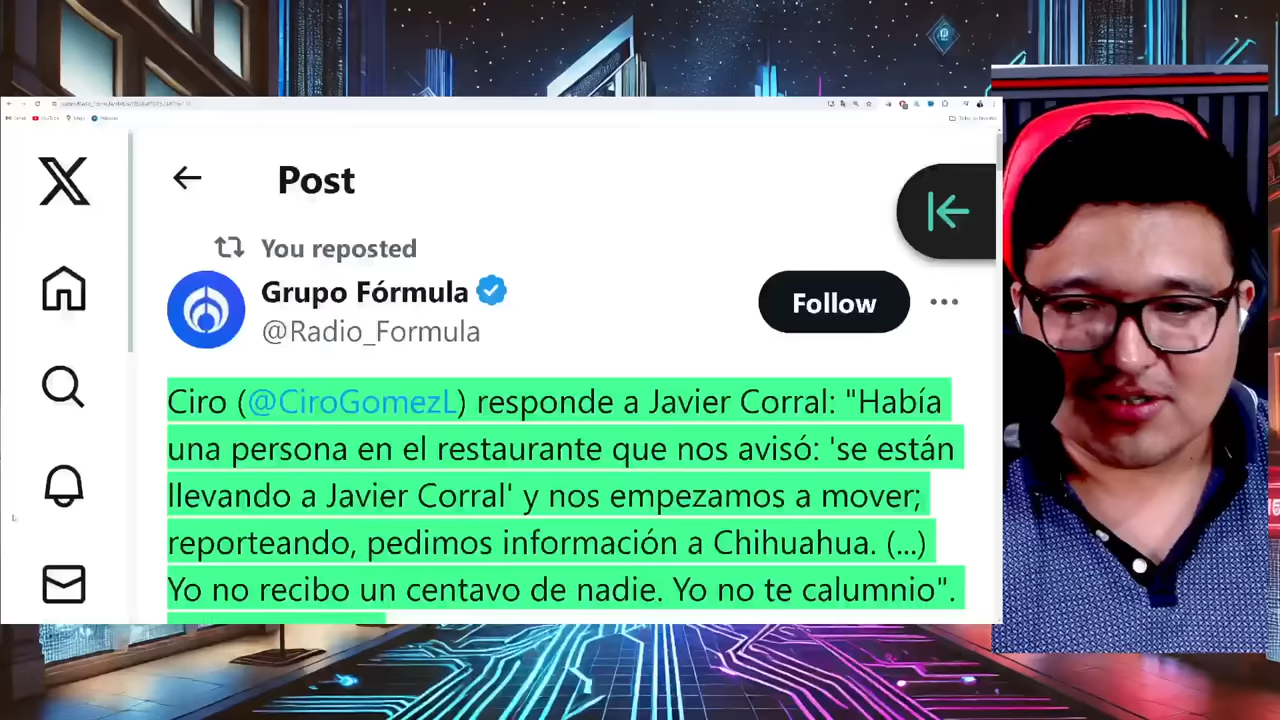 Post
You reposted
Grupo Fórmula
@Radio_Formula
Follow
Ciro (@CiroGomezL) responde a Javier Corral: "Había
una persona en el restaurante que nos avisó: 'se están
llevando a Javier Corral' y nos empezamos a mover;
reporteando, pedimos información a Chihuahua. (...)
Yo no recibo un centavo de nadie. Yo no te calumnio".